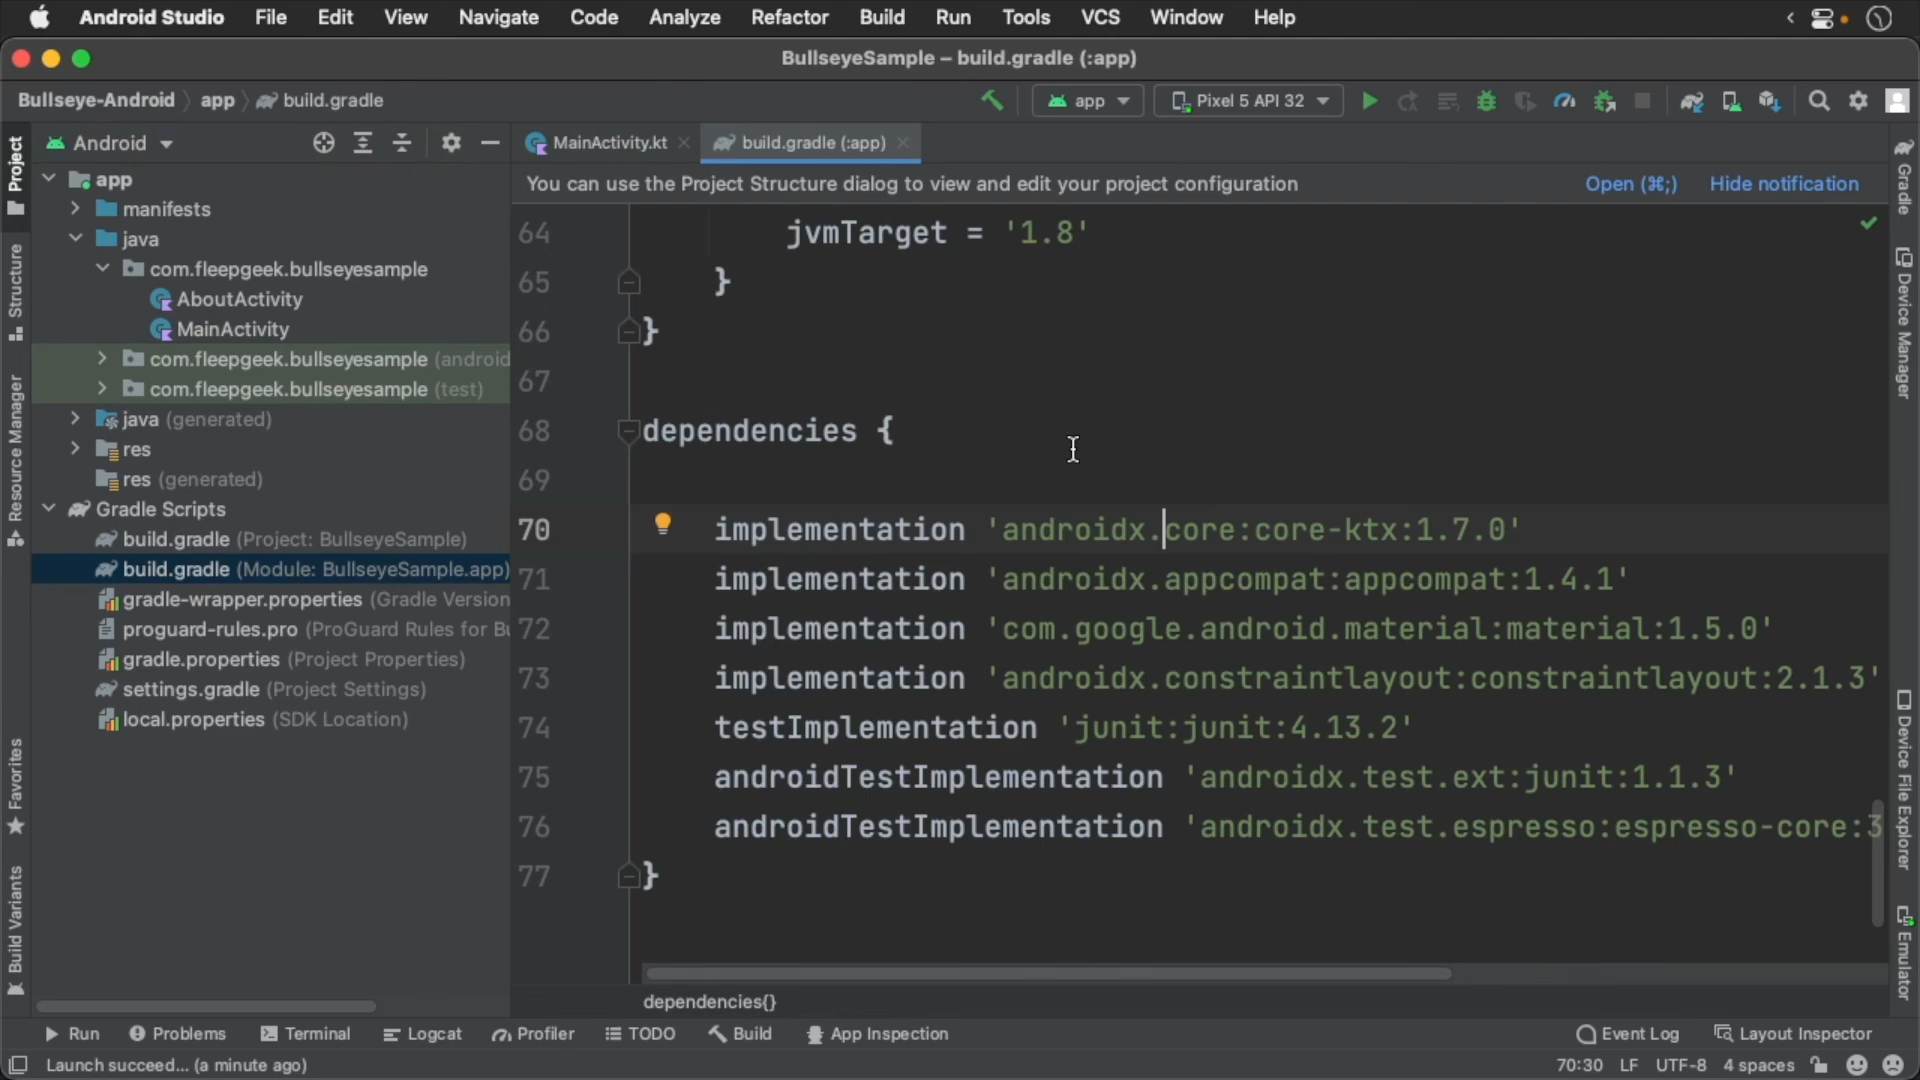 Android Studio File Edit View Navigate Code Analyze Refactor Build Run Tools VCS Window Help
BullseyeSample – build.gradle (:app)
Bullseye-Android app build.gradle app Pixel 5 API 32
Project
Structure
Resource Manager
Favorites
Build Variants
Android
app
manifests
java
com.fleepgeek.bullseyesample
AboutActivity
MainActivity
com.fleepgeek.bullseyesample (android
com.fleepgeek.bullseyesample (test)
java (generated)
res
res (generated)
Gradle Scripts
build.gradle (Project: BullseyeSample)
build.gradle (Module: BullseyeSample.app)
gradle-wrapper.properties (Gradle Version
proguard-rules.pro (ProGuard Rules for Bu
gradle.properties (Project Properties)
settings.gradle (Project Settings)
local.properties (SDK Location)
MainActivity.kt build.gradle (:app)
You can use the Project Structure dialog to view and edit your project configuration Open (⌘;) Hide notification
64 jvmTarget = '1.8'
65 }
66 }
67
68 dependencies {
69
70 implementation 'androidx.core:core-ktx:1.7.0'
71 implementation 'androidx.appcompat:appcompat:1.4.1'
72 implementation 'com.google.android.material:material:1.5.0'
73 implementation 'androidx.constraintlayout:constraintlayout:2.1.3'
74 testImplementation 'junit:junit:4.13.2'
75 androidTestImplementation 'androidx.test.ext:junit:1.1.3'
76 androidTestImplementation 'androidx.test.espresso:espresso-core:3
77 }
dependencies{}
Gradle
Device Manager
Device File Explorer
Emulator
Run Problems Terminal Logcat Profiler TODO Build App Inspection Event Log Layout Inspector
Launch succeed... (a minute ago) 70:30 LF UTF-8 4 spaces